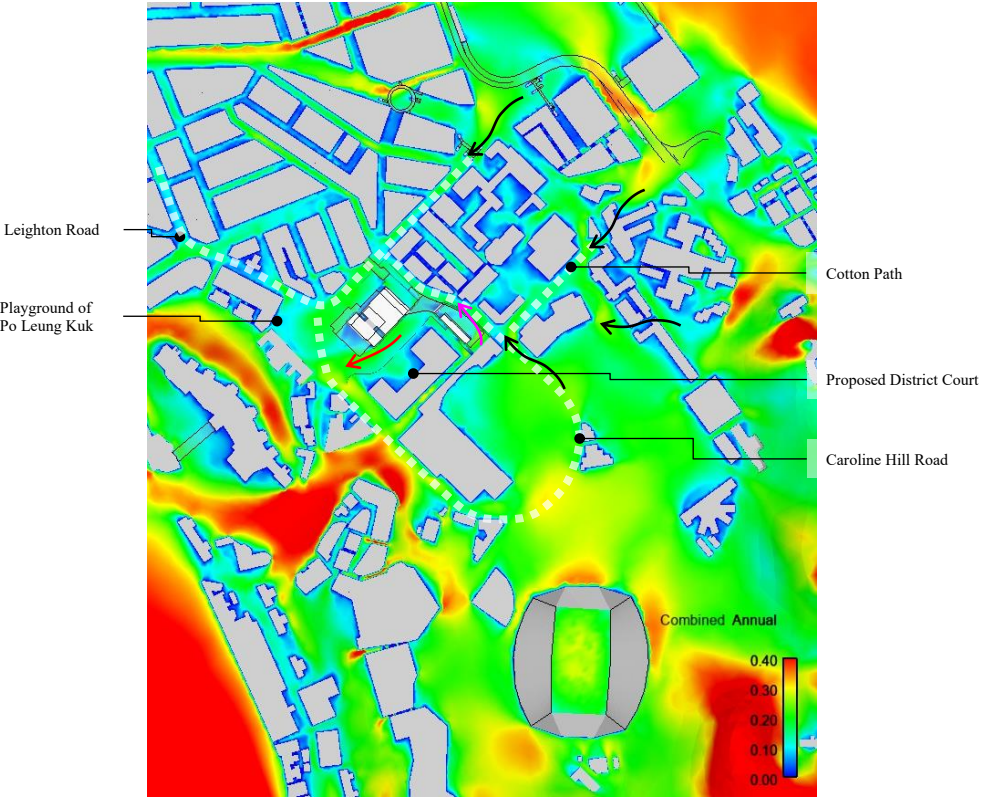 Leighton Road
Cotton Path
Playground of
Po Leung Kuk
Proposed District Court
Caroline Hill Road
Combined Annual
0.40
0.30
0.20
0.10
0.00